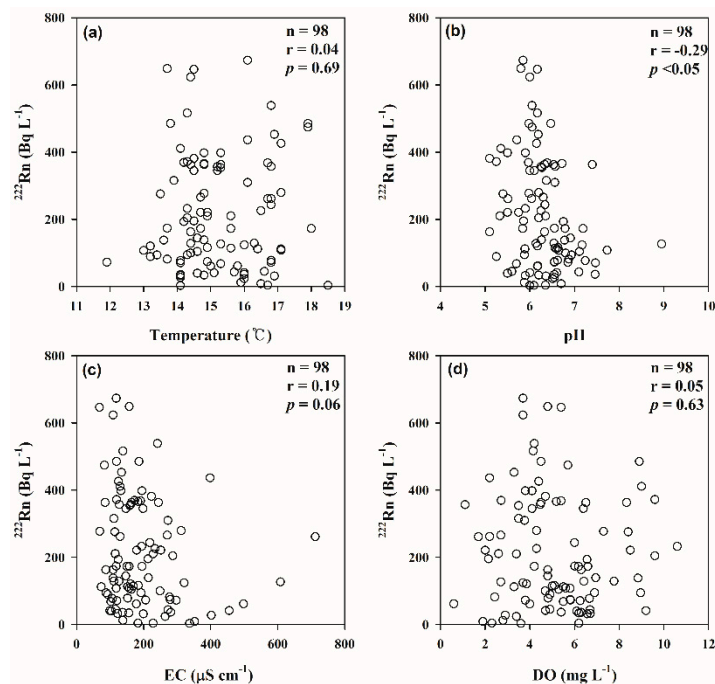 (a)
n = 98
r = 0.04
p = 0.69
800
600
400
200
0
222Rn (Bq L-1)
11 12 13 14 15 16 17 18 19
Temperature (℃)
(b)
n = 98
r = -0.29
p <0.05
800
600
400
200
0
222Rn (Bq L-1)
4 5 6 7 8 9 10
pH
(c)
n = 98
r = 0.19
p = 0.06
800
600
400
200
0
222Rn (Bq L-1)
0 200 400 600 800
EC (μS cm-1)
(d)
n = 98
r = 0.05
p = 0.63
800
600
400
200
0
222Rn (Bq L-1)
0 2 4 6 8 10 12
DO (mg L-1)